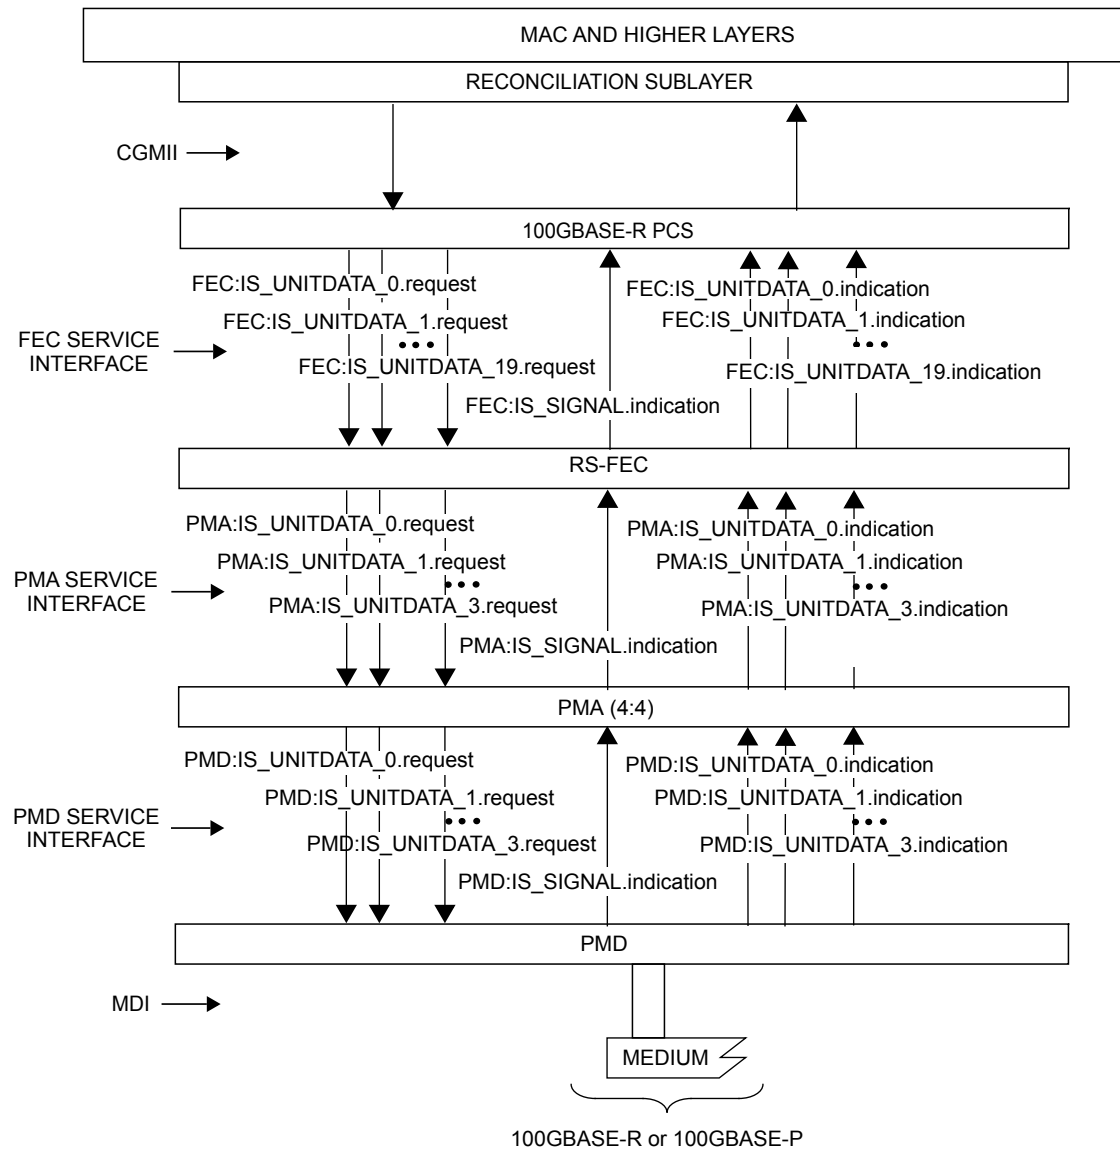 MAC AND HIGHER LAYERS
RECONCILIATION SUBLAYER
CGMII
100GBASE-R PCS
FEC:IS_UNITDATA_0.request
FEC:IS_UNITDATA_1.request
FEC:IS_UNITDATA_19.request
FEC:IS_SIGNAL.indication
FEC:IS_UNITDATA_0.indication
FEC:IS_UNITDATA_1.indication
FEC:IS_UNITDATA_19.indication
FEC SERVICE
INTERFACE
RS-FEC
PMA:IS_UNITDATA_0.request
PMA:IS_UNITDATA_1.request
PMA:IS_UNITDATA_3.request
PMA:IS_SIGNAL.indication
PMA:IS_UNITDATA_0.indication
PMA:IS_UNITDATA_1.indication
PMA:IS_UNITDATA_3.indication
PMA SERVICE
INTERFACE
PMA (4:4)
PMD:IS_UNITDATA_0.request
PMD:IS_UNITDATA_1.request
PMD:IS_UNITDATA_3.request
PMD:IS_SIGNAL.indication
PMD:IS_UNITDATA_0.indication
PMD:IS_UNITDATA_1.indication
PMD:IS_UNITDATA_3.indication
PMD SERVICE
INTERFACE
PMD
MDI
MEDIUM
100GBASE-R or 100GBASE-P